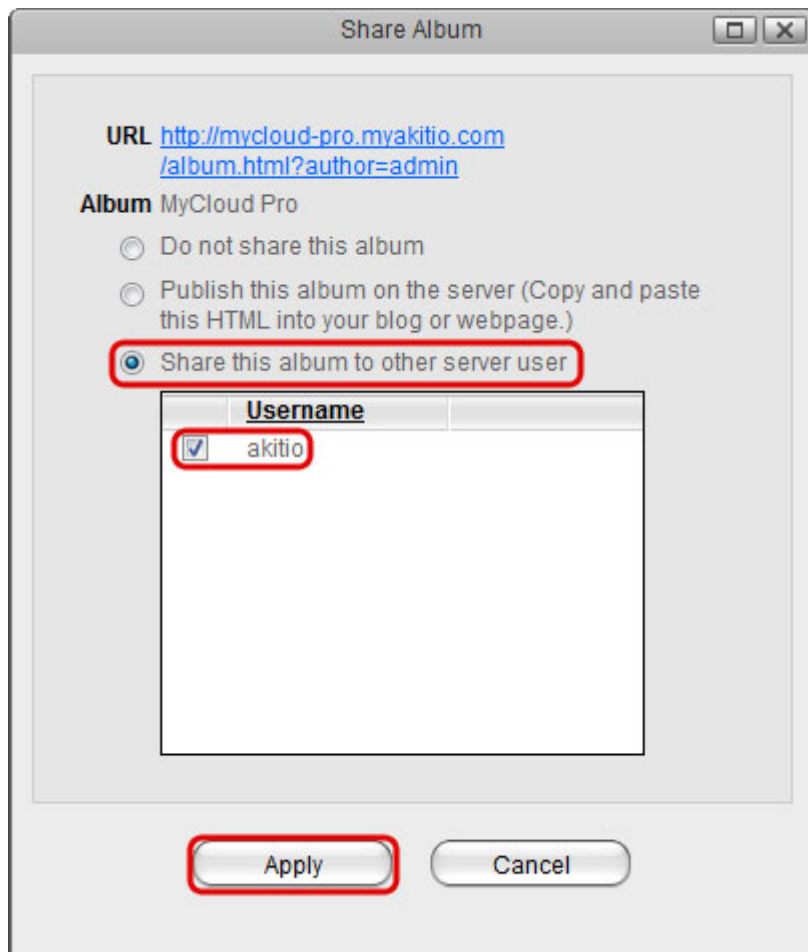 Share Album
URL http://mycloud-pro.myakitio.com
/album.html?author=admin
Album MyCloud Pro
Do not share this album
Publish this album on the server (Copy and paste
this HTML into your blog or webpage.)
Share this album to other server user
Username
akitio
Apply Cancel